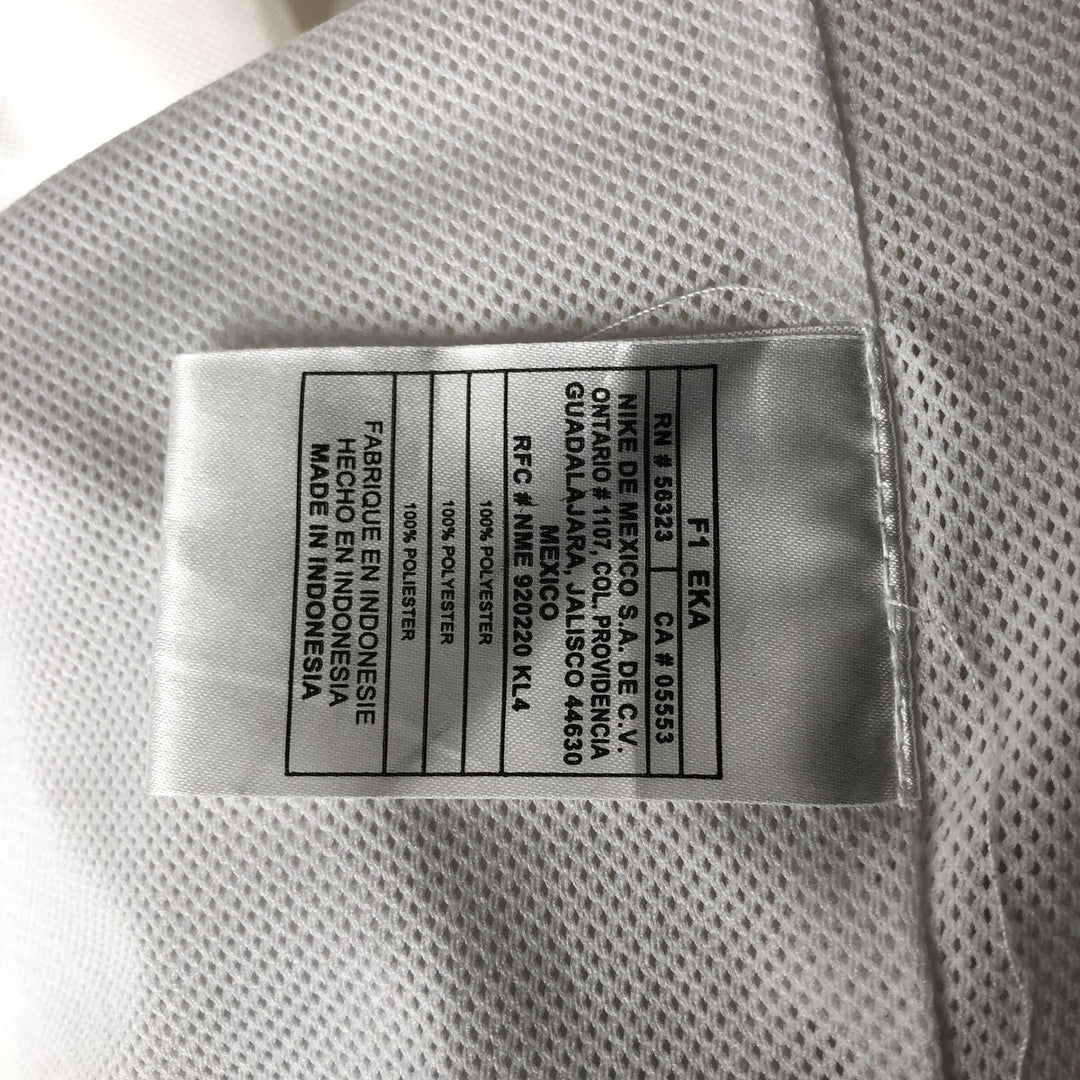 F1 EKA
RN # 56323 | CA # 05553
NIKE DE MEXICO S.A. DE C.V.
ONTARIO # 1107, COL. PROVIDENCIA
GUADALAJARA, JALISCO 44630
MEXICO
RFC # NME 920220 KL4
100% POLYESTER
100% POLYESTER
100% POLIESTER
FABRIQUE EN INDONESIE
HECHO EN INDONESIA
MADE IN INDONESIA